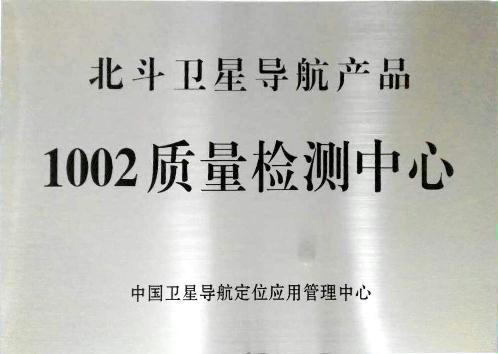 北斗卫星导航产品
1002质量检测中心
中国卫星导航定位应用管理中心